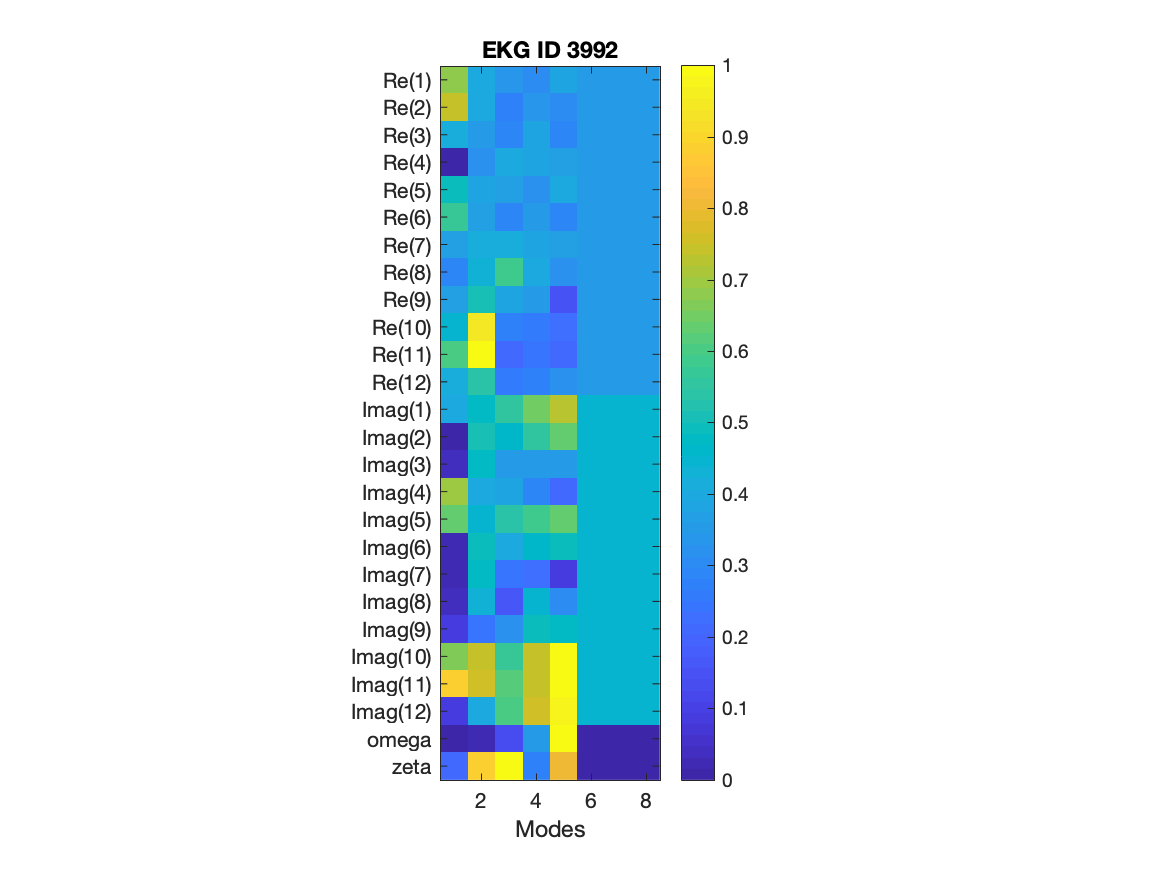 EKG ID 3992
Re(1)
Re(2)
Re(3)
Re(4)
Re(5)
Re(6)
Re(7)
Re(8)
Re(9)
Re(10)
Re(11)
Re(12)
Imag(1)
Imag(2)
Imag(3)
Imag(4)
Imag(5)
Imag(6)
Imag(7)
Imag(8)
Imag(9)
Imag(10)
Imag(11)
Imag(12)
omega
zeta
2 4 6 8
Modes
1
0.9
0.8
0.7
0.6
0.5
0.4
0.3
0.2
0.1
0